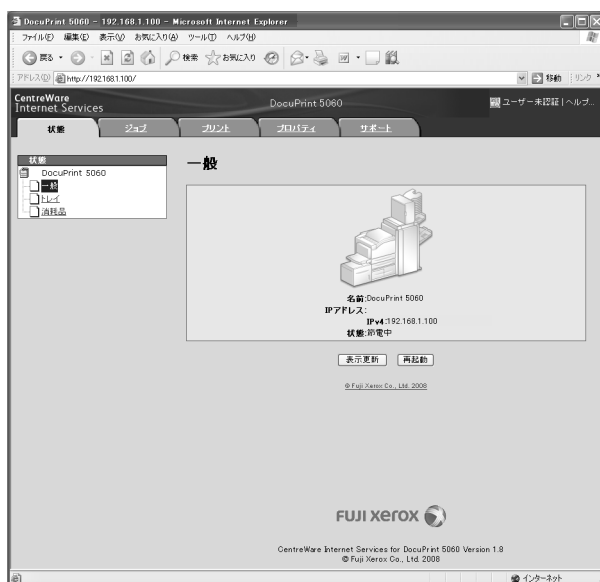 DocuPrint 5060 - 192.168.1.100 - Microsoft Internet Explorer
ファイル(F) 編集(E) 表示(V) お気に入り(A) ツール(T) ヘルプ(H)
戻る 検索 お気に入り
アドレス(D) http://192.168.1.100/ 移動 リンク »
CentreWare
Internet Services
DocuPrint 5060
ユーザー未認証 | ヘルプ...
状態 ジョブ プリント プロパティ サポート
状態
DocuPrint 5060
一般
トレイ
消耗品
一般
名前:DocuPrint 5060
IPアドレス:
IPv4:192.168.1.100
状態:節電中
表示更新 再起動
© Fuji Xerox Co., Ltd. 2008
FUJI XEROX
CentreWare Internet Services for DocuPrint 5060 Version 1.8
© Fuji Xerox Co., Ltd. 2008
インターネット